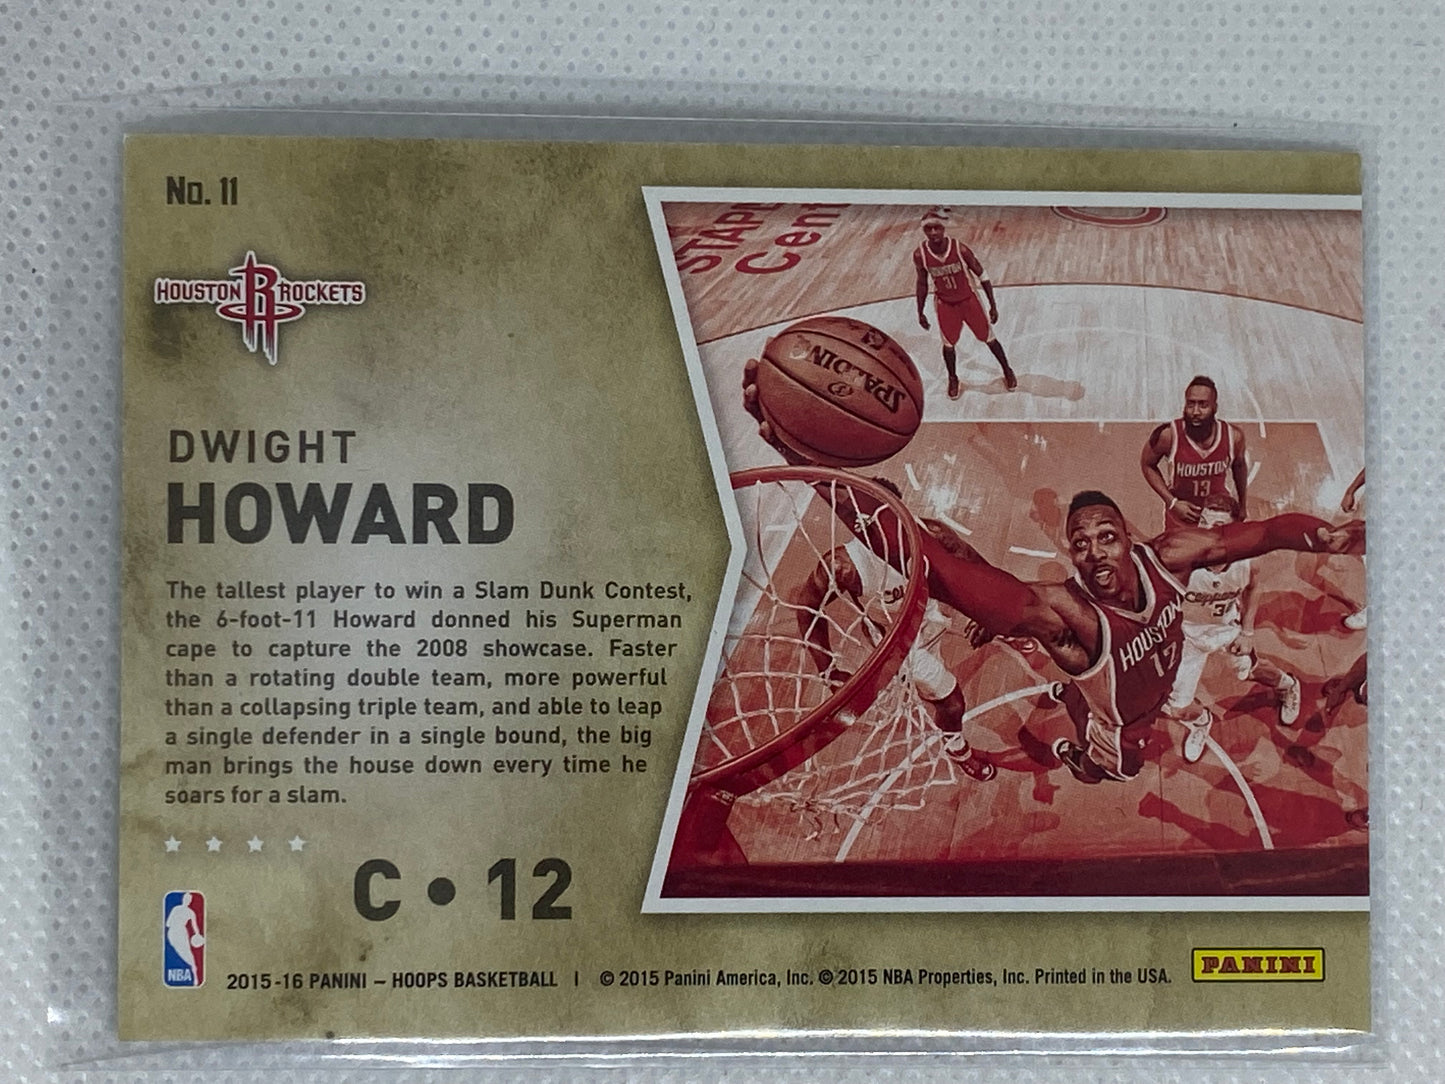 No. 11
HOUSTON ROCKETS
DWIGHT
HOWARD
The tallest player to win a Slam Dunk Contest,
the 6-foot-11 Howard donned his Superman
cape to capture the 2008 showcase. Faster
than a rotating double team, more powerful
than a collapsing triple team, and able to leap
a single defender in a single bound, the big
man brings the house down every time he
soars for a slam.
C • 12
NBA
2015-16 PANINI – HOOPS BASKETBALL | © 2015 Panini America, Inc. © 2015 NBA Properties, Inc. Printed in the USA.
PANINI
HOUSTON
31
SPALDING
HOUSTON
13
HOUSTON
12
Clippers